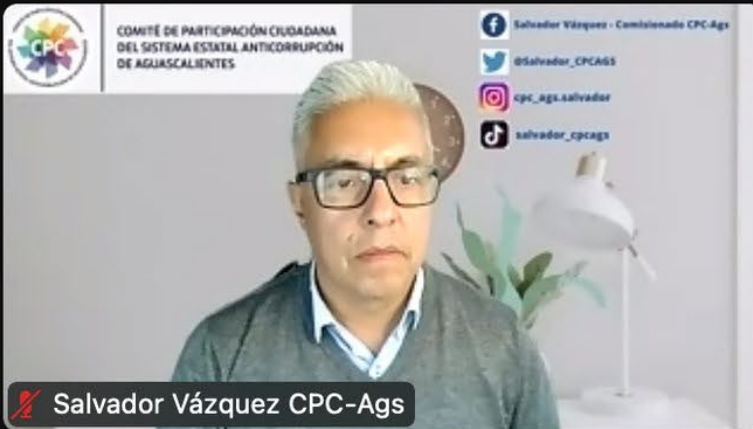 CPC
COMITÉ DE PARTICIPACIÓN CIUDADANA
DEL SISTEMA ESTATAL ANTICORRUPCIÓN
DE AGUASCALIENTES
Salvador Vázquez - Comisionado CPC-Ags
@Salvador_CPCAGS
cpc_ags.salvador
salvador_cpcags
Salvador Vázquez CPC-Ags